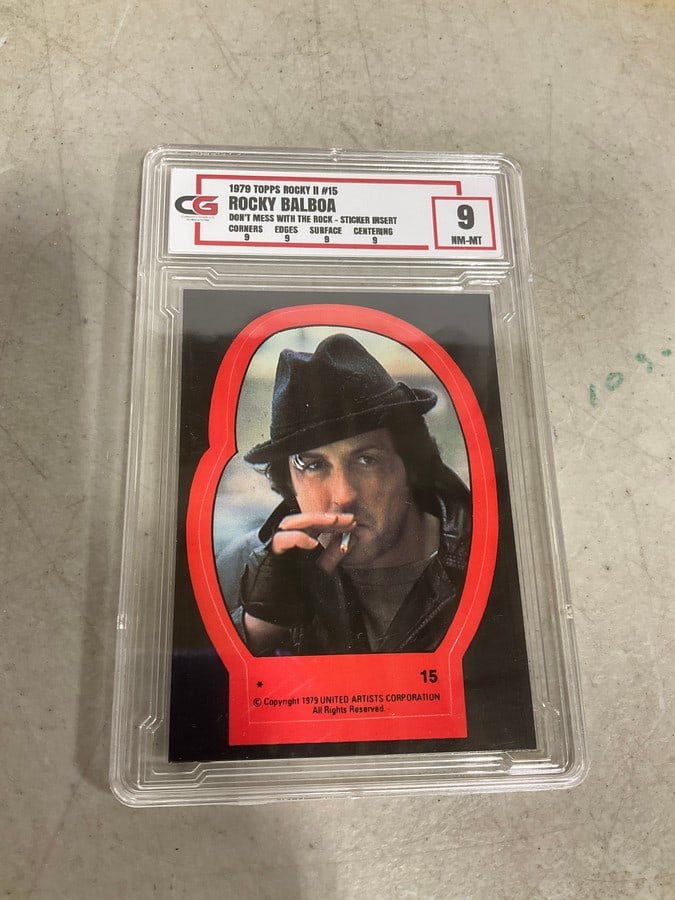 1979 TOPPS ROCKY II #15
ROCKY BALBOA
DON'T MESS WITH THE ROCK - STICKER INSERT
CORNERS EDGES SURFACE CENTERING
9 9 9 9
CG
9
NM-MT
* 15
© Copyright 1979 UNITED ARTISTS CORPORATION
All Rights Reserved.